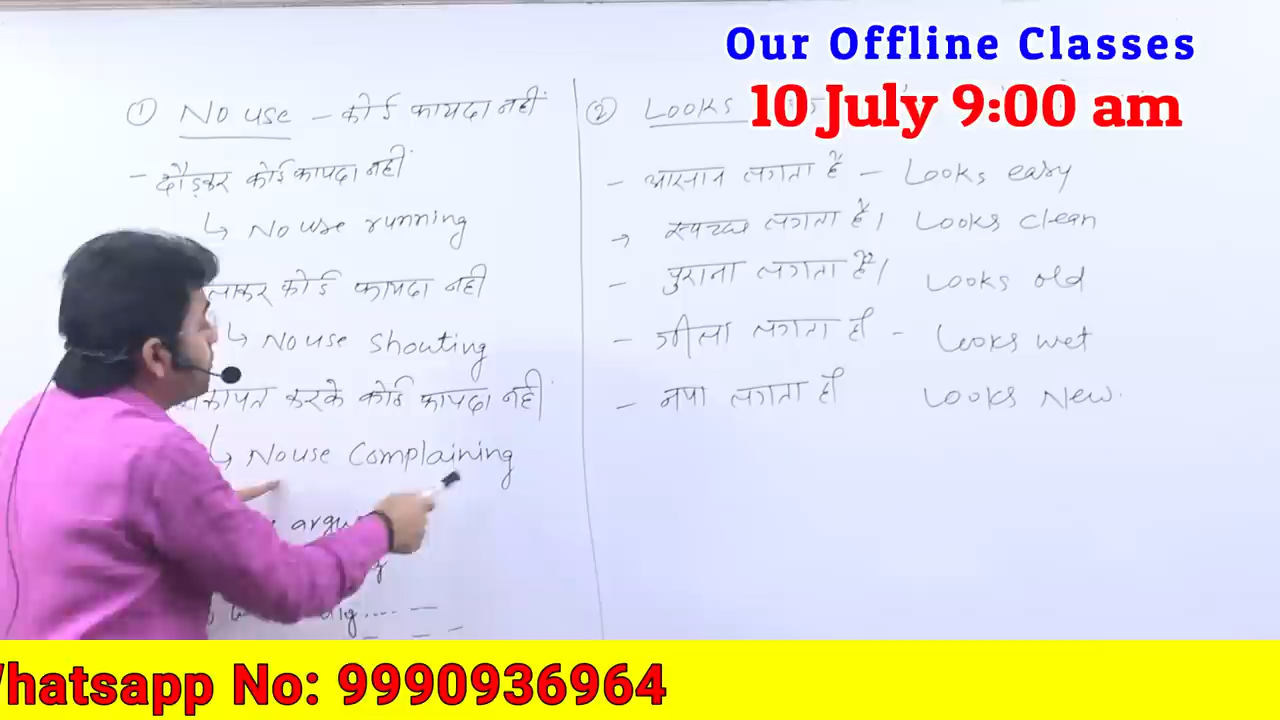 Our Offline Classes
10 July 9:00 am
① No use – कोई फायदा नहीं
– दौड़कर कोई फायदा नहीं
↳ No use running
लाकर कोई फायदा नहीं
↳ No use shouting
करके कोई फायदा नहीं
↳ No use Complaining
② Looks
– आसान लगता है – Looks easy
→ स्वच्छ लगता है। Looks clean
– पुराना लगता है। Looks old
– गीला लगता है – Looks wet
– नया लगता है Looks New.
Whatsapp No: 9990936964